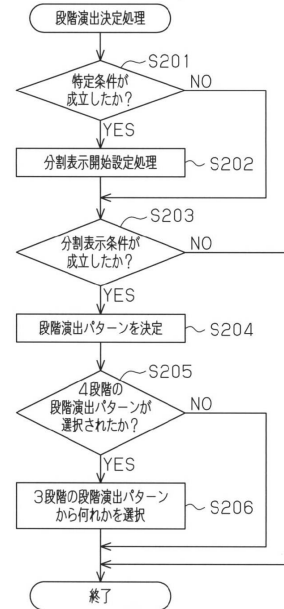 段階演出決定処理
S201
特定条件が
成立したか?
NO
YES
分割表示開始設定処理
S202
S203
分割表示条件が
成立したか?
NO
YES
段階演出パターンを決定
S204
S205
4段階の
段階演出パターンが
選択されたか?
NO
YES
3段階の段階演出パターン
から何れかを選択
S206
終了